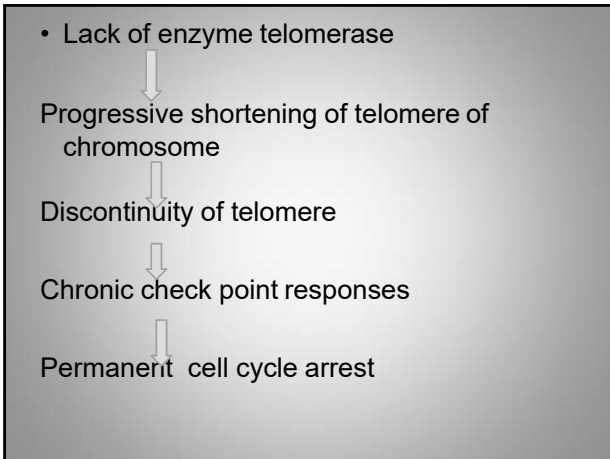 • Lack of enzyme telomerase
Progressive shortening of telomere of
chromosome
Discontinuity of telomere
Chronic check point responses
Permanent cell cycle arrest